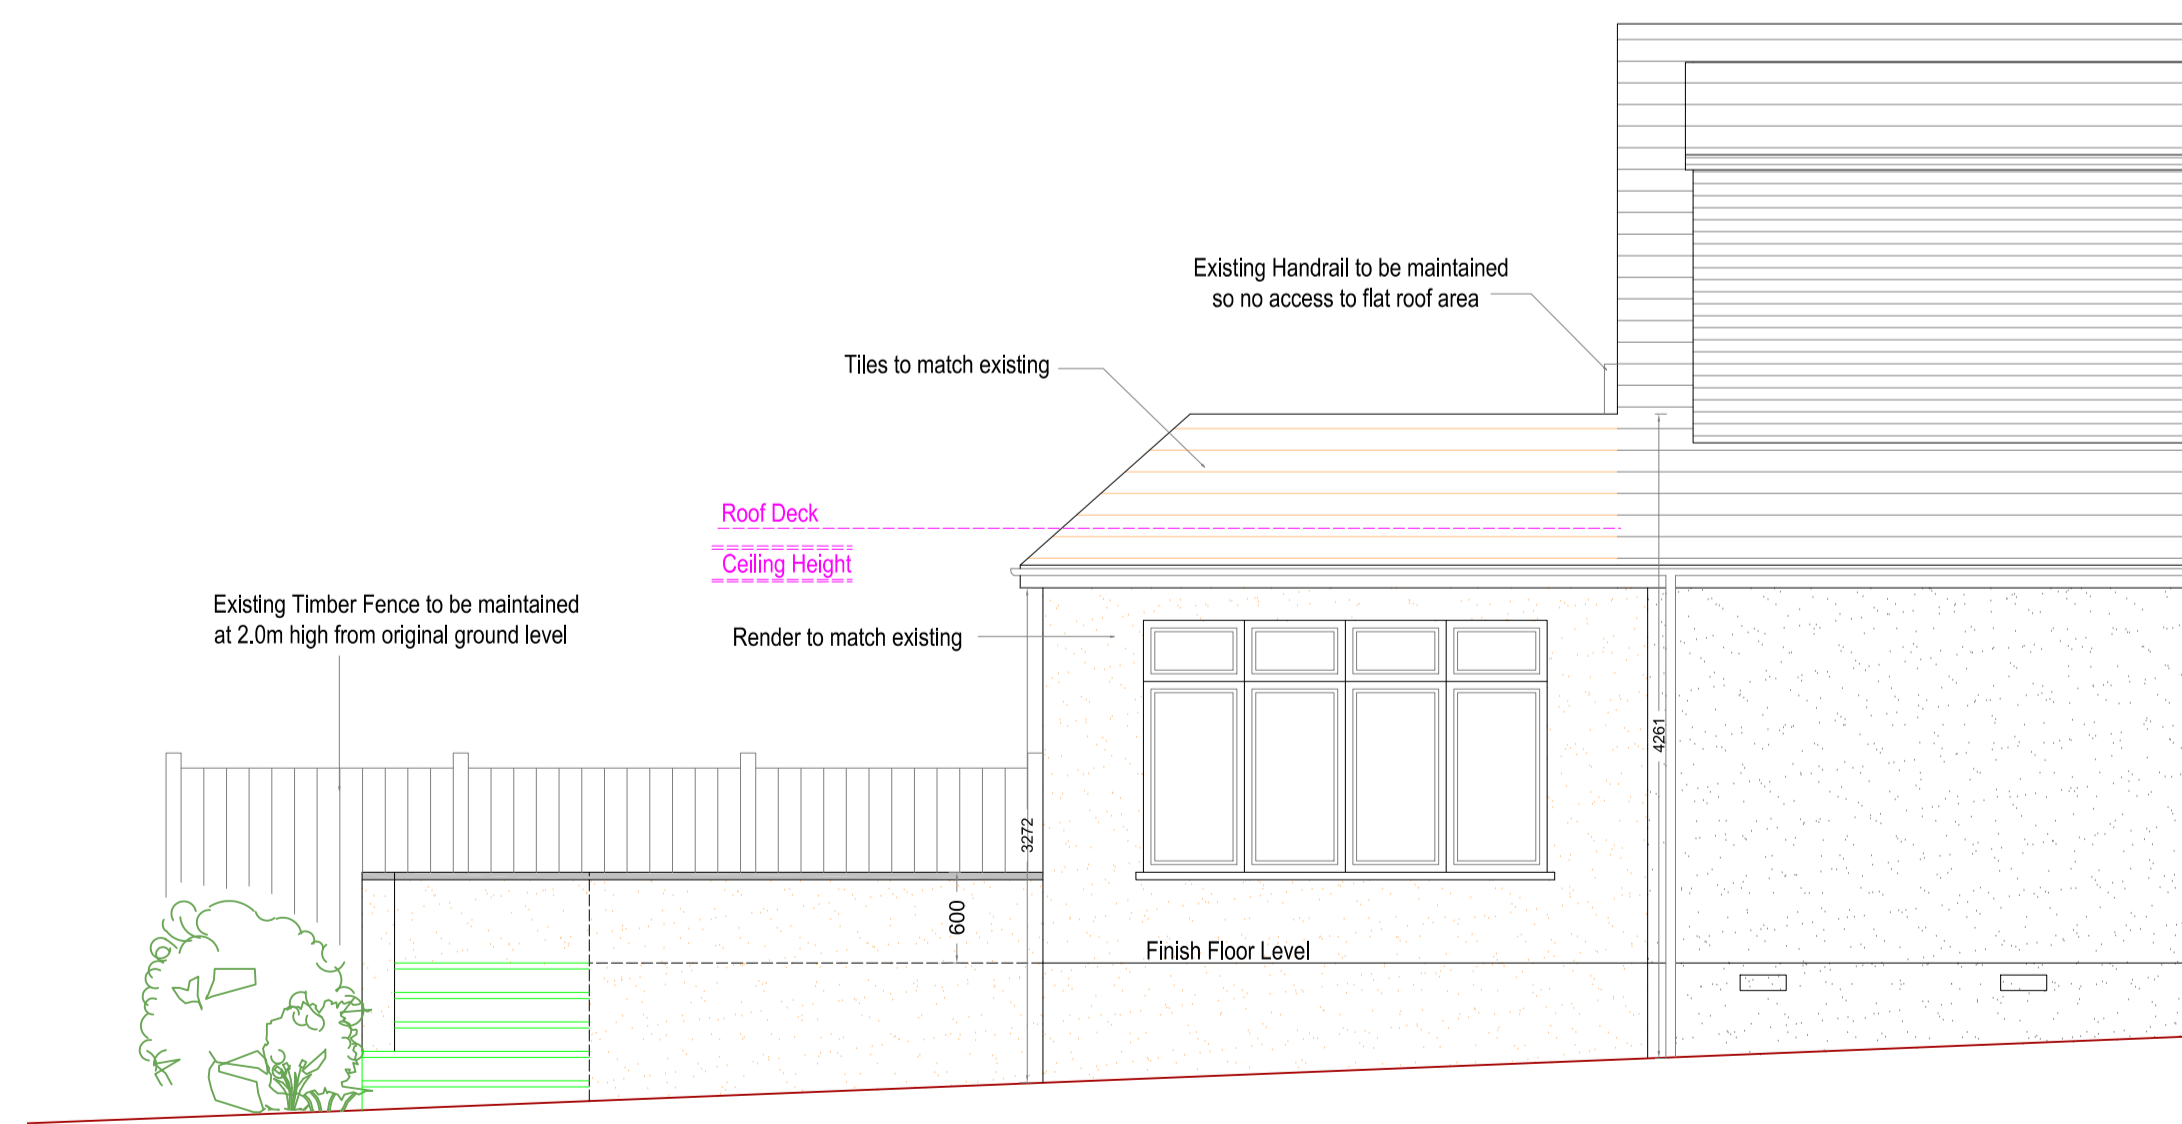 Existing Handrail to be maintained
so no access to flat roof area
Tiles to match existing
Roof Deck
Ceiling Height
Existing Timber Fence to be maintained
at 2.0m high from original ground level
Render to match existing
4261
3272
600
Finish Floor Level